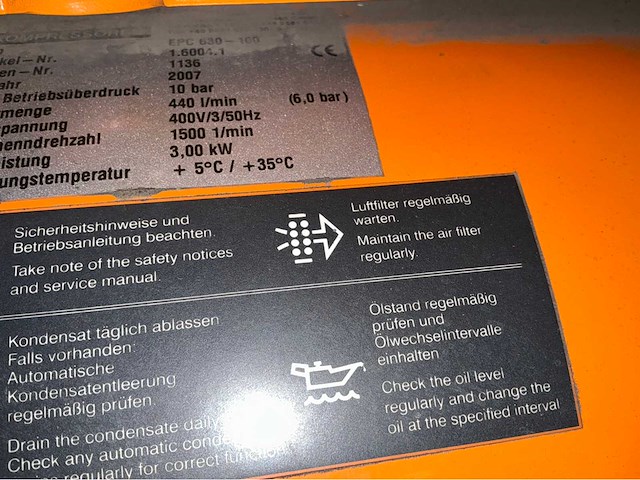 KOMPRESSOR
EPC 630-100
kel-Nr. 1.6004.1
en-Nr. 1136
ahr 2007
Betriebsüberdruck 10 bar
menge 440 l/min (6,0 bar)
pannung 400V/3/50Hz
enndrehzahl 1500 1/min
istung 3,00 kW
ungstemperatur + 5°C / +35°C
CE
Sicherheitshinweise und
Betriebsanleitung beachten.
Take note of the safety notices
and service manual.
Luftfilter regelmäßig
warten.
Maintain the air filter
regularly.
Kondensat täglich ablassen
Falls vorhanden:
Automatische
Kondensatentleerung
regelmäßig prüfen.
Drain the condensate daily
Check any automatic conde
regularly for correct function
Ölstand regelmäßig
prüfen und
Ölwechselintervalle
einhalten
Check the oil level
regularly and change the
oil at the specified interval